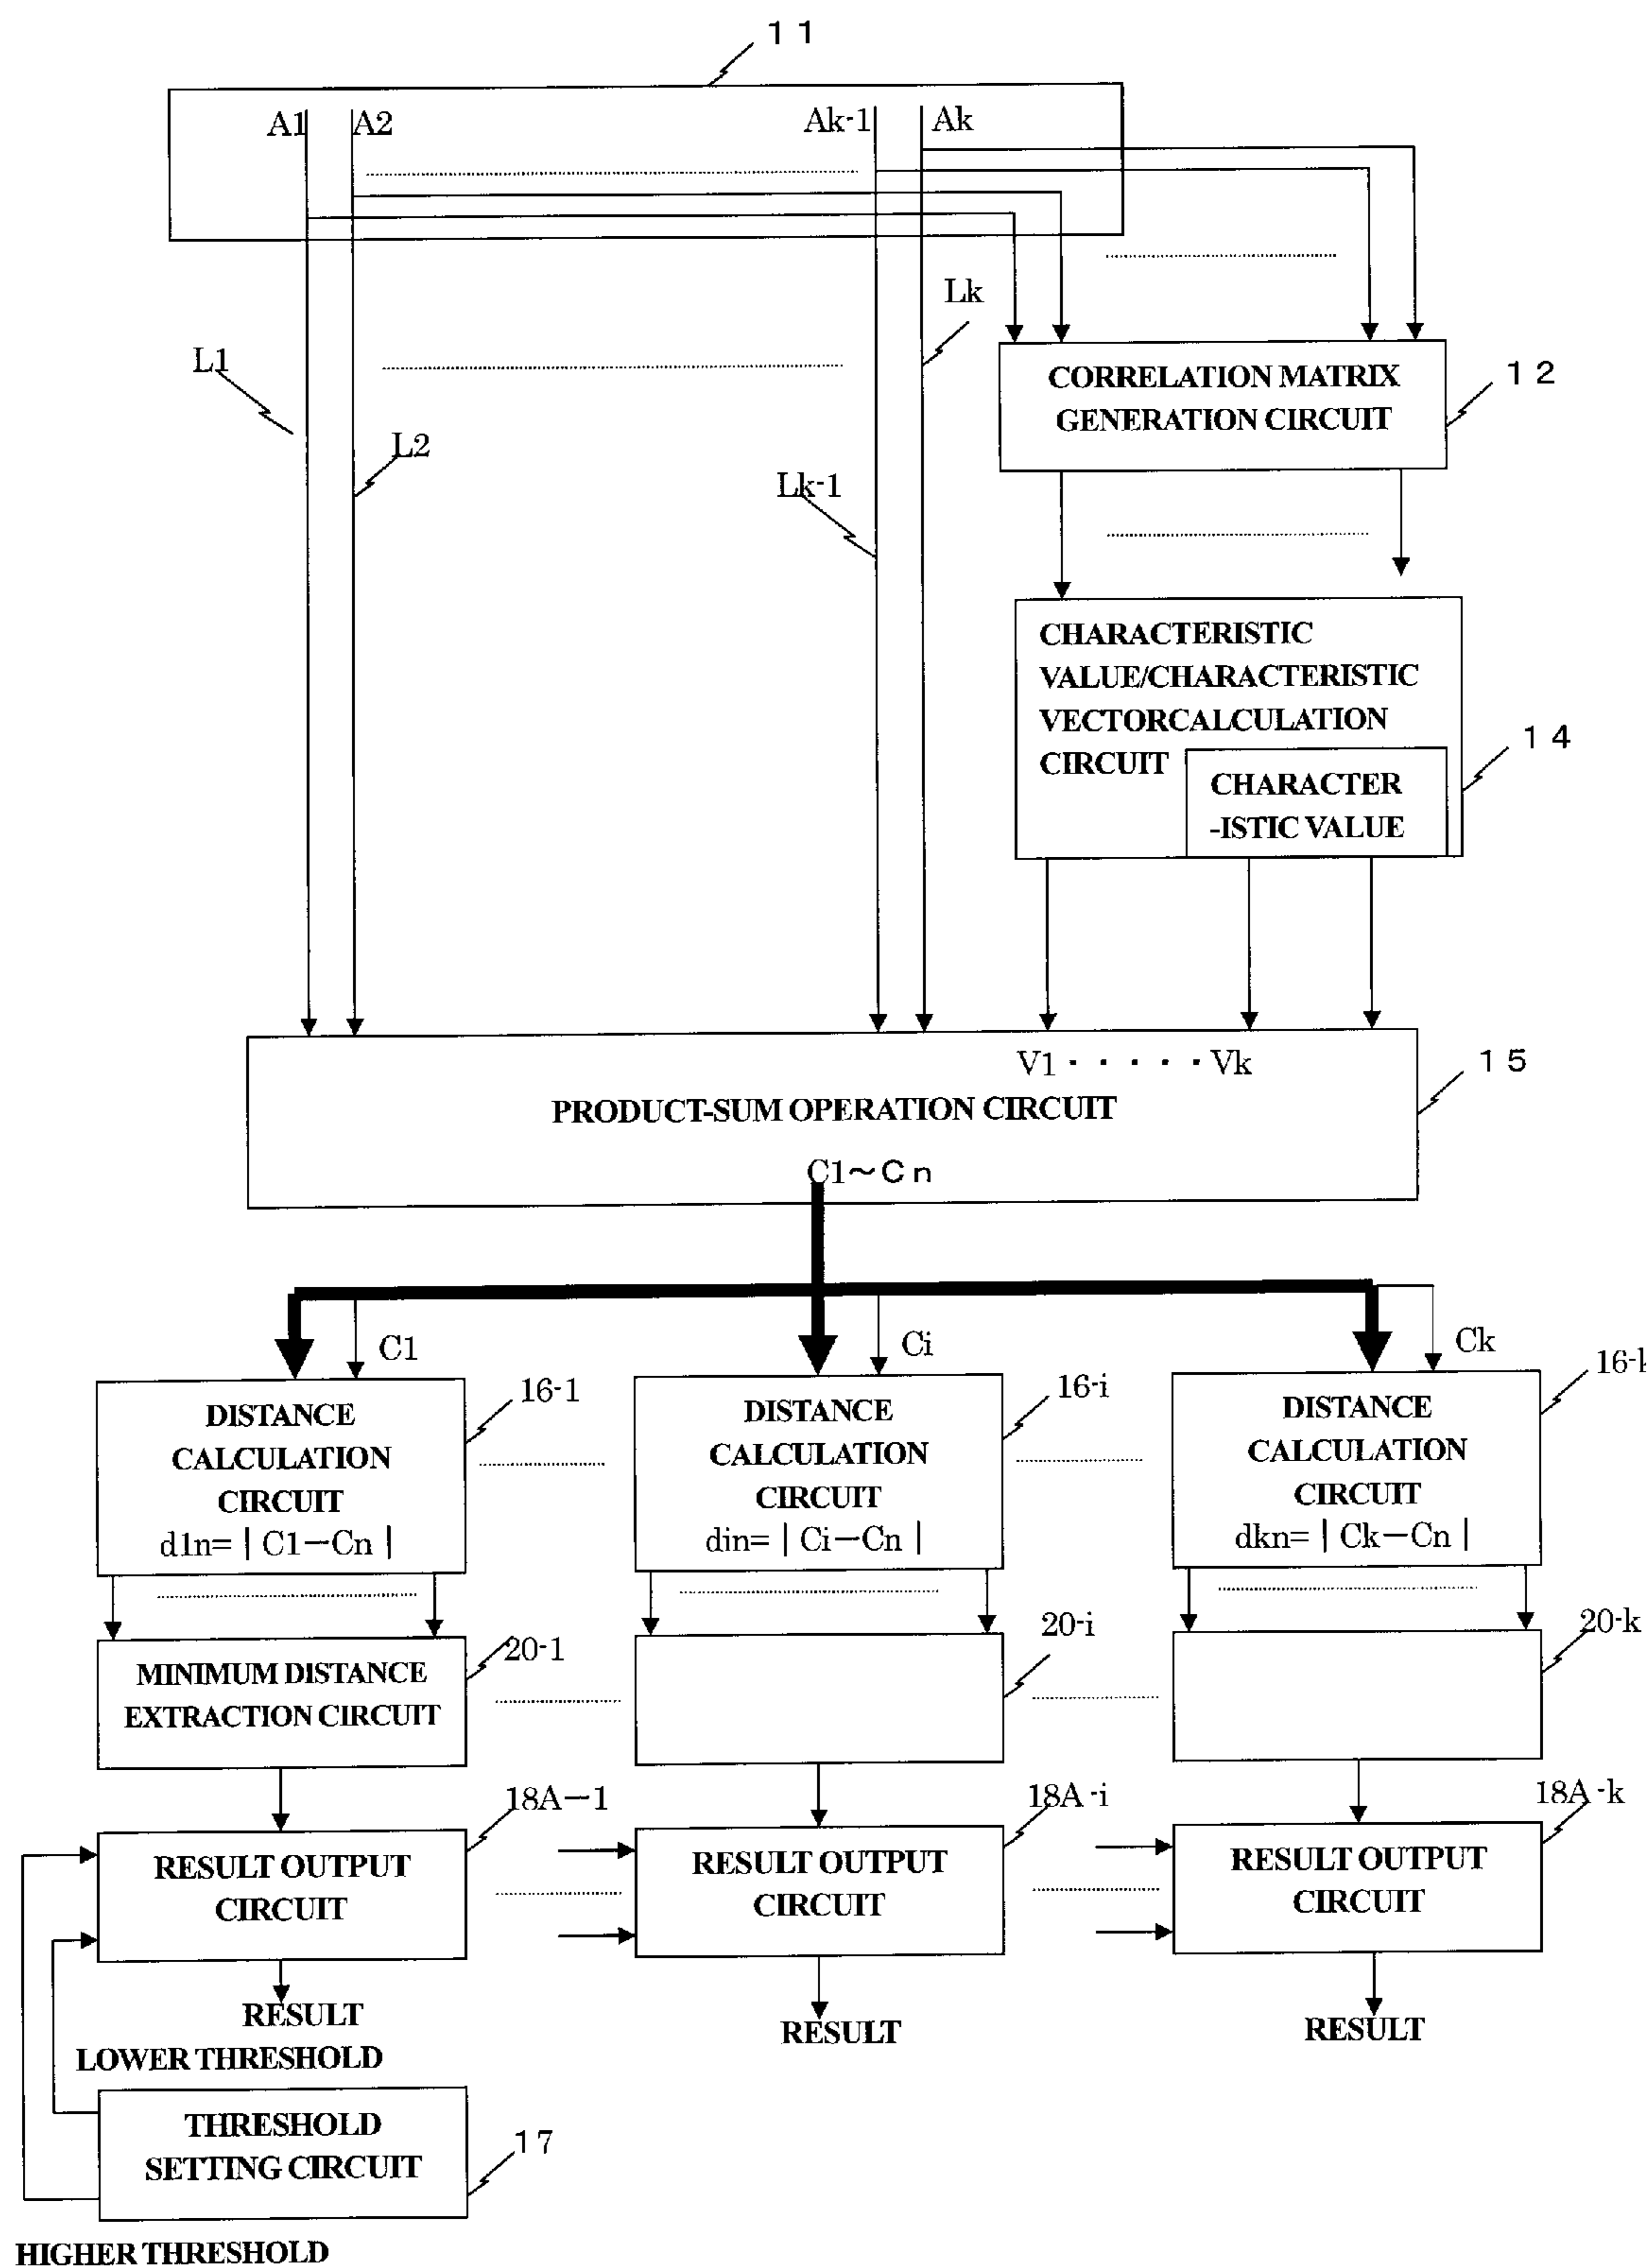 11
A1
A2
Ak-1
Ak
Lk
L1
CORRELATION MATRIX
GENERATION CIRCUIT
12
L2
Lk-1
CHARACTERISTIC
VALUE/CHARACTERISTIC
VECTORCALCULATION
CIRCUIT
14
CHARACTER
-ISTIC VALUE
V1 · · · · · Vk
15
PRODUCT-SUM OPERATION CIRCUIT
C1~Cn
C1
Ci
Ck
16-1
16-i
DISTANCE
CALCULATION
CIRCUIT
d1n= | C1-Cn |
DISTANCE
CALCULATION
CIRCUIT
din= | Ci-Cn |
DISTANCE
CALCULATION
CIRCUIT
dkn= | Ck-Cn |
20-1
20-i
20-k
MINIMUM DISTANCE
EXTRACTION CIRCUIT
18A-1
18A-i
18A-k
RESULT OUTPUT
CIRCUIT
RESULT OUTPUT
CIRCUIT
RESULT OUTPUT
CIRCUIT
RESULT
RESULT
RESULT
LOWER THRESHOLD
THRESHOLD
SETTING CIRCUIT
17
HIGHER THRESHOLD